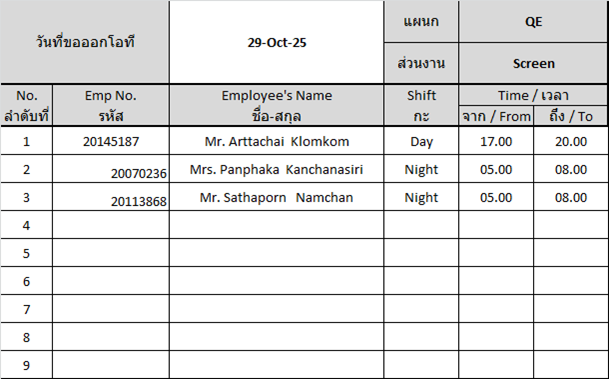 วันที่ขอออกโอที 29-Oct-25 แผนก QE
ส่วนงาน Screen
No. Emp No. Employee's Name Shift Time / เวลา
ลำดับที่ รหัส ชื่อ-สกุล กะ จาก / From ถึง / To
1 20145187 Mr. Arttachai Klomkom Day 17.00 20.00
2 20070236 Mrs. Panphaka Kanchanasiri Night 05.00 08.00
3 20113868 Mr. Sathaporn Namchan Night 05.00 08.00
4
5
6
7
8
9